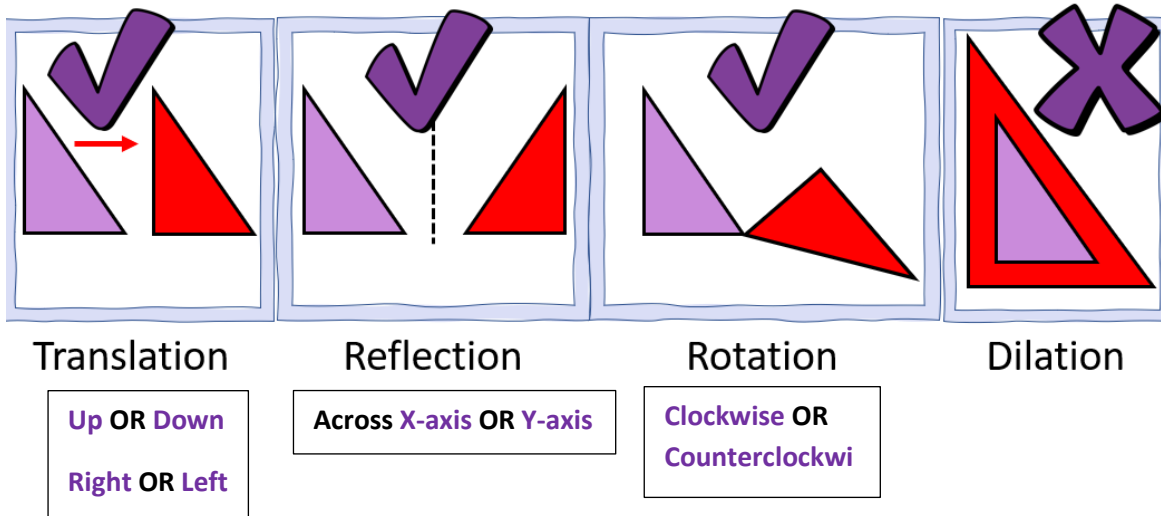 Translation
Reflection
Rotation
Dilation
Up OR Down
Right OR Left
Across X-axis OR Y-axis
Clockwise OR
Counterclockwi